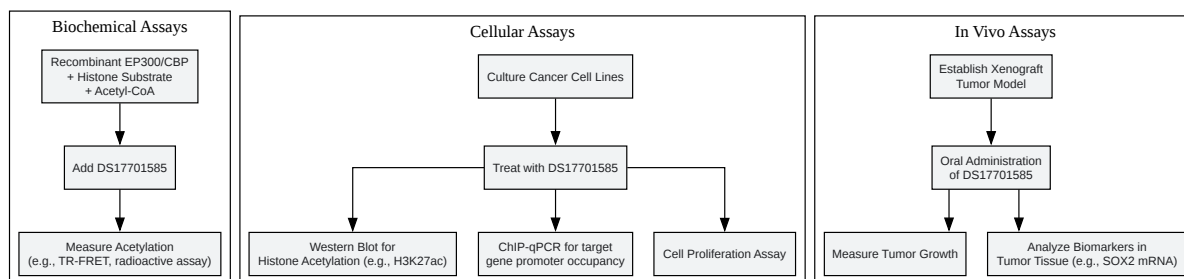 Biochemical Assays
Recombinant EP300/CBP
+ Histone Substrate
+ Acetyl-CoA
Add DS17701585
Measure Acetylation
(e.g., TR-FRET, radioactive assay)
Cellular Assays
Culture Cancer Cell Lines
Treat with DS17701585
Western Blot for
Histone Acetylation (e.g., H3K27ac)
ChIP-qPCR for target
gene promoter occupancy
Cell Proliferation Assay
In Vivo Assays
Establish Xenograft
Tumor Model
Oral Administration
of DS17701585
Measure Tumor Growth
Analyze Biomarkers in
Tumor Tissue (e.g., SOX2 mRNA)